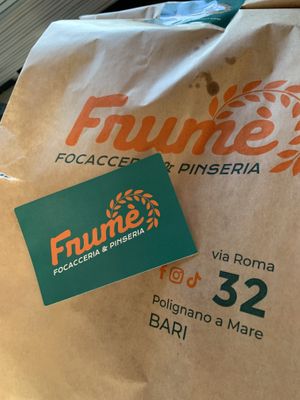 Frumè
FOCACCERIA & PINSERIA
Frumè
FOCACCERIA & PINSERIA
via Roma
32
Polignano a Mare
BARI